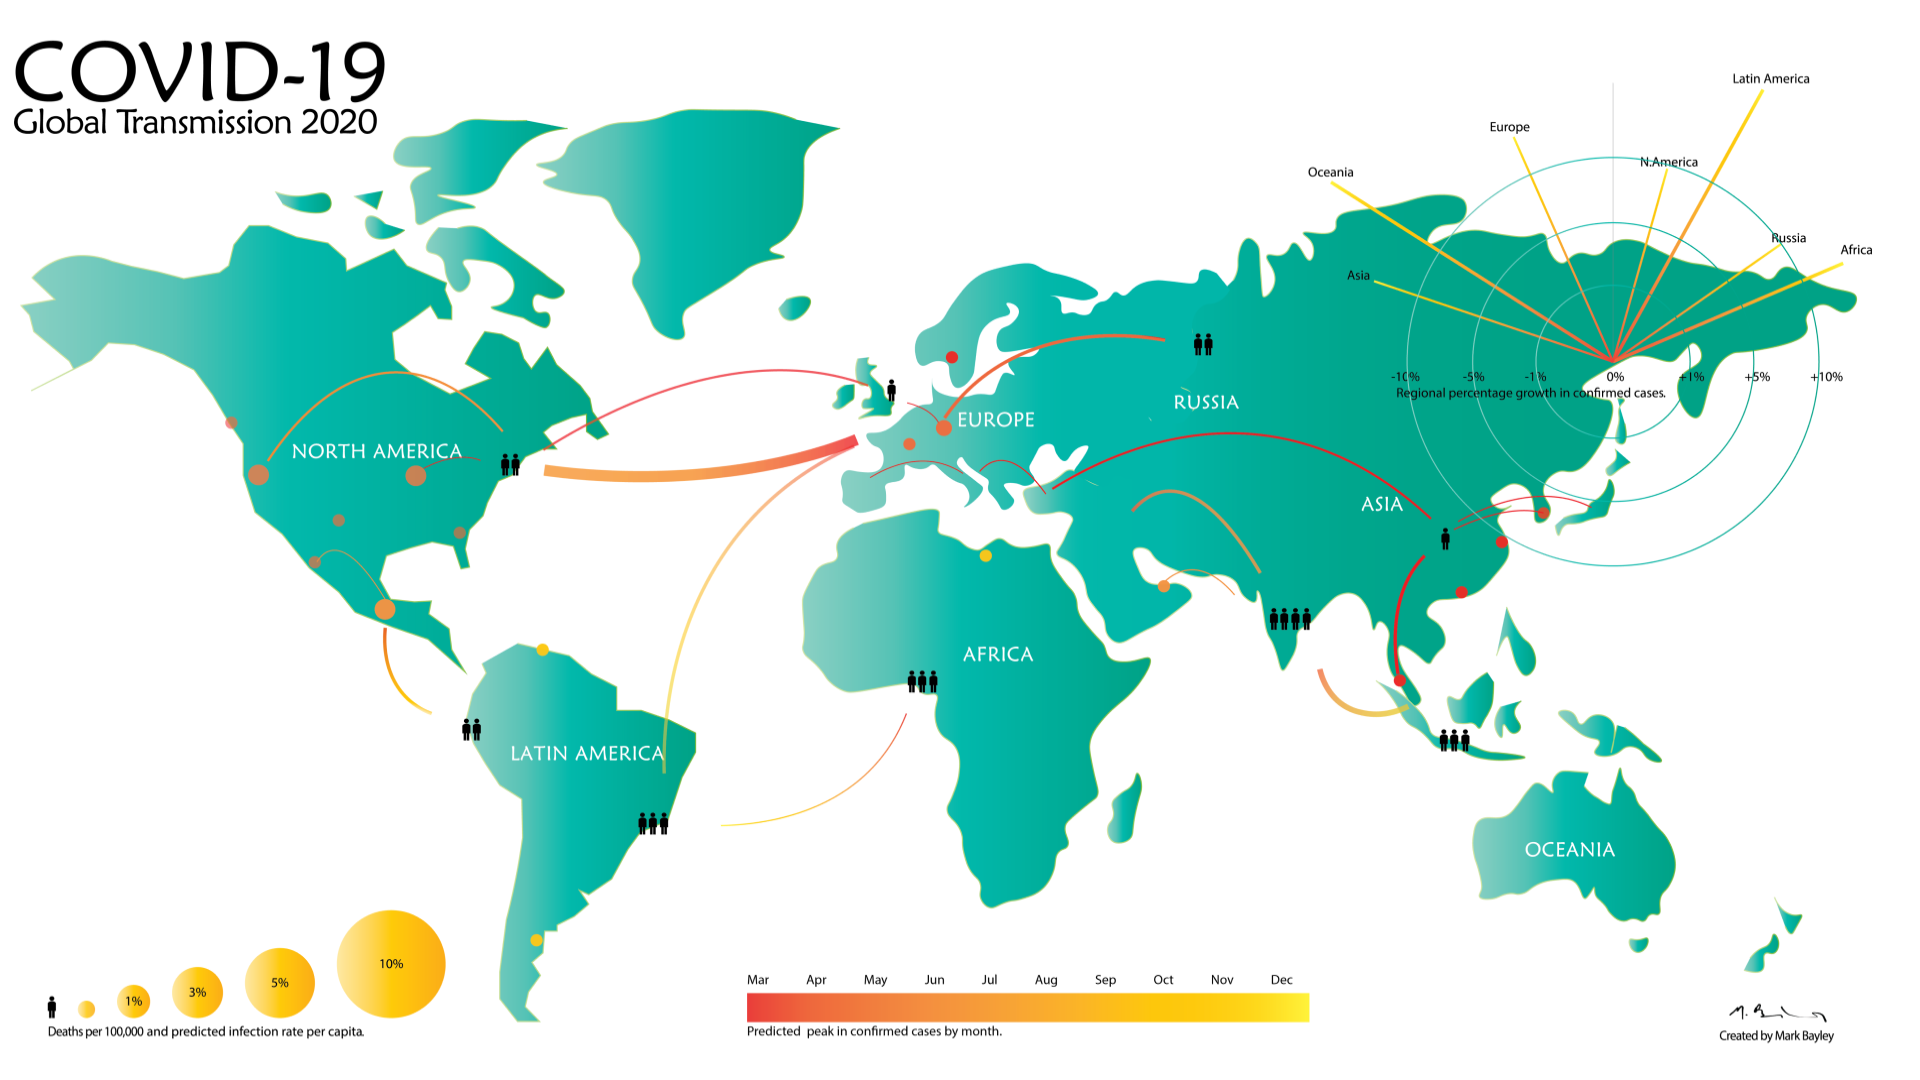 COVID-19
Global Transmission 2020
Latin America
Europe
N.America
Oceania
Russia
Africa
Asia
-10% -5% -1% 0% +1% +5% +10%
Regional percentage growth in confirmed cases.
NORTH AMERICA
EUROPE
RUSSIA
ASIA
AFRICA
LATIN AMERICA
OCEANIA
1% 3% 5% 10%
Deaths per 100,000 and predicted infection rate per capita.
Mar Apr May Jun Jul Aug Sep Oct Nov Dec
Predicted peak in confirmed cases by month.
Created by Mark Bayley